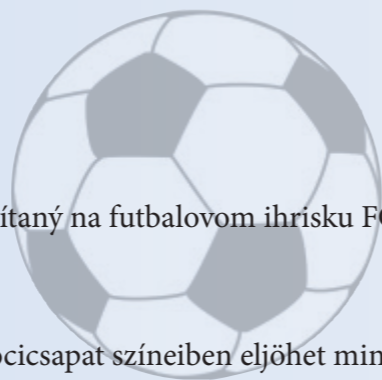 ítaný na futbalovom ihrisku F
ocicsapat színeiben eljöhet min